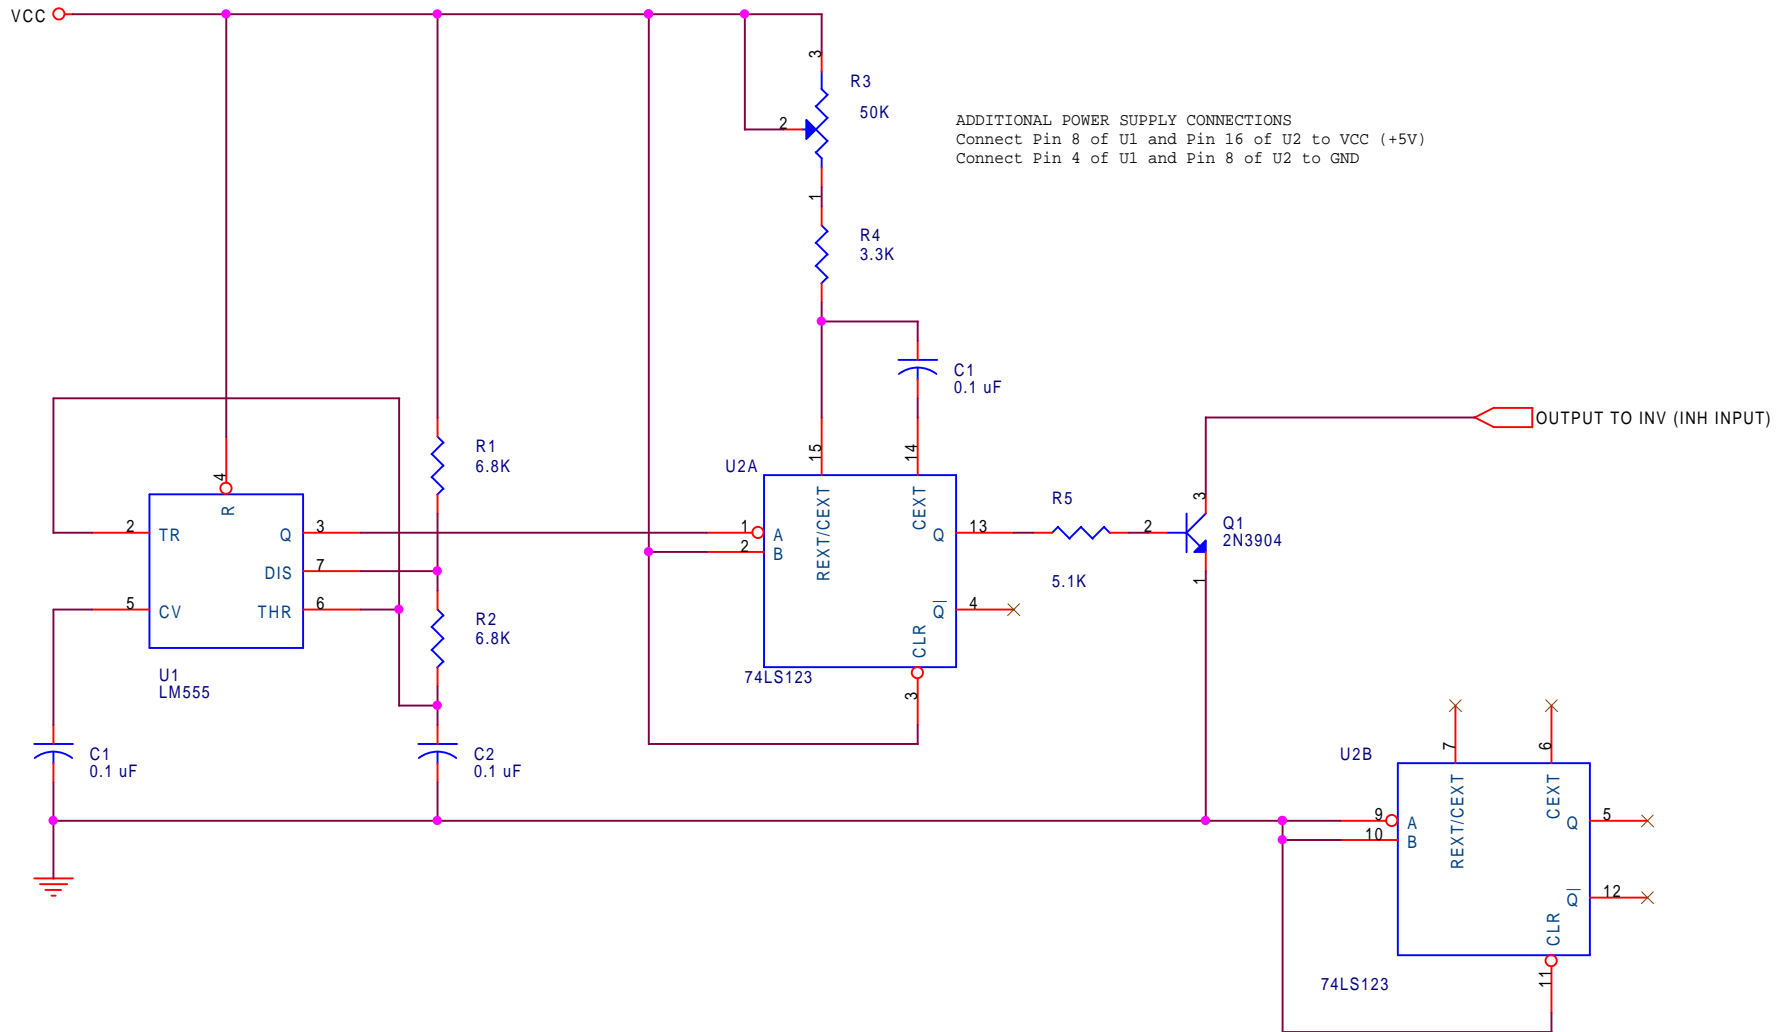 VCC
3
R3
50K
2
ADDITIONAL POWER SUPPLY CONNECTIONS
Connect Pin 8 of U1 and Pin 16 of U2 to VCC (+5V)
Connect Pin 4 of U1 and Pin 8 of U2 to GND
1
R4
3.3K
C1
0.1 uF
OUTPUT TO INV (INH INPUT)
R1
6.8K
4
R
2
TR
Q
3
DIS
7
5
CV
THR
6
U1
LM555
R2
6.8K
C1
0.1 uF
C2
0.1 uF
U2A
15
14
REXT/CEXT
CEXT
1
A
2
B
Q
13
Q
4
CLR
3
74LS123
R5
5.1K
2
3
Q1
2N3904
1
U2B
7
6
REXT/CEXT
CEXT
9
A
10
B
Q
5
Q
12
CLR
11
74LS123